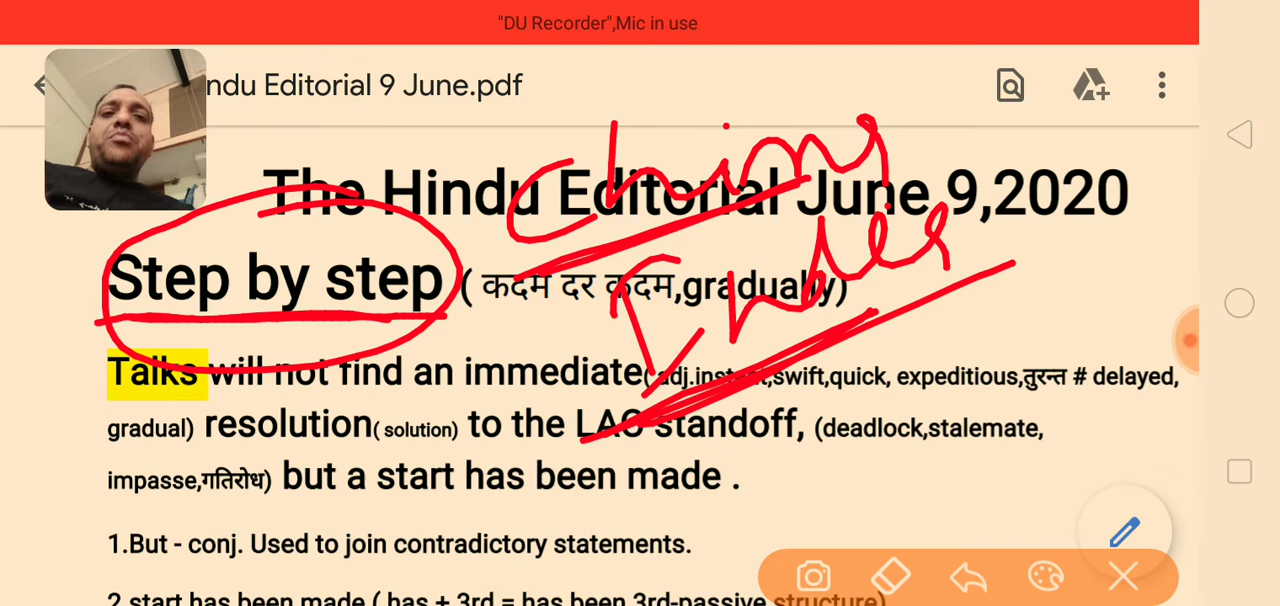 "DU Recorder",Mic in use
ndu Editorial 9 June.pdf
The Hindu Editorial June 9,2020
China
India
Step by step ( कदम दर कदम,gradually)
Talks will not find an immediate( adj.instant,swift,quick, expeditious,तुरन्त # delayed,
gradual) resolution( solution) to the LAC standoff, (deadlock,stalemate,
impasse,गतिरोध) but a start has been made .
1.But - conj. Used to join contradictory statements.
2.start has been made ( has + 3rd = has been 3rd-passive structure)